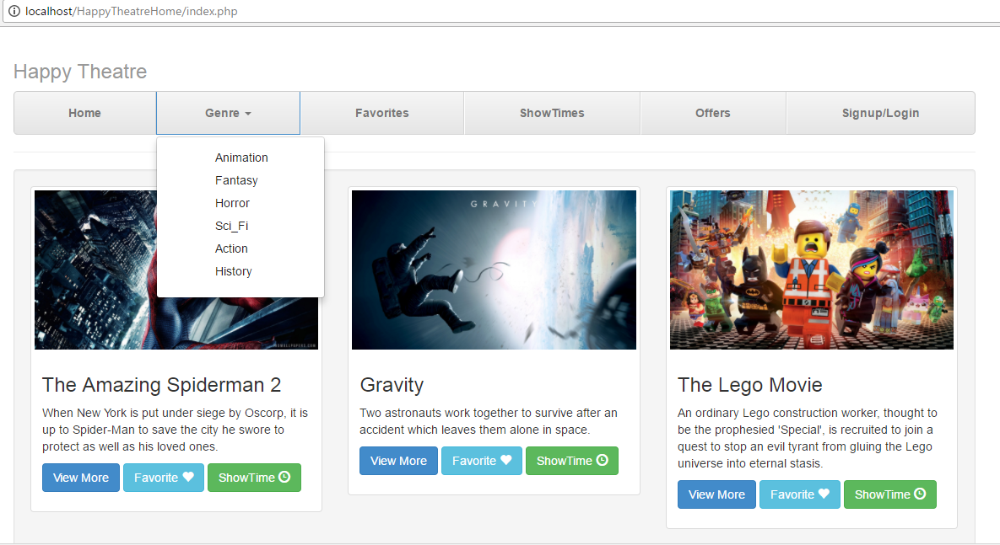 localhost/HappyTheatreHome/index.php
Happy Theatre
Home Genre Favorites ShowTimes Offers Signup/Login
Animation
Fantasy
Horror
Sci_Fi
Action
History
GRAVITY
The Amazing Spiderman 2
When New York is put under siege by Oscorp, it is
up to Spider-Man to save the city he swore to
protect as well as his loved ones.
View More Favorite ShowTime
Gravity
Two astronauts work together to survive after an
accident which leaves them alone in space.
View More Favorite ShowTime
The Lego Movie
An ordinary Lego construction worker, thought to
be the prophesied 'Special', is recruited to join a
quest to stop an evil tyrant from gluing the Lego
universe into eternal stasis.
View More Favorite ShowTime